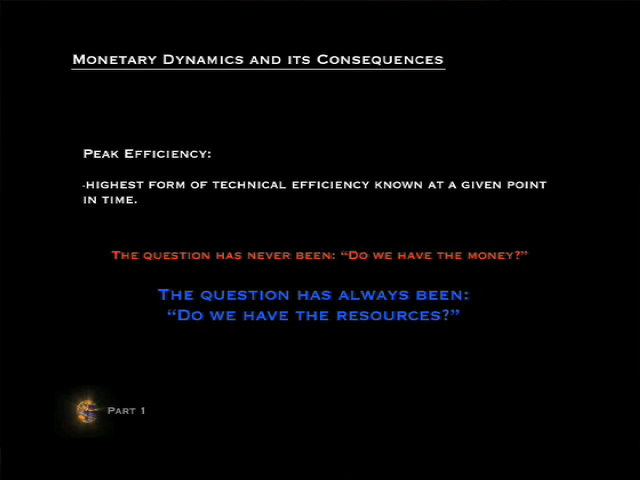 Monetary Dynamics and its Consequences
Peak Efficiency:
-highest form of technical efficiency known at a given point
in time.
The question has never been: “Do we have the money?”
The question has always been:
“Do we have the resources?”
Part 1